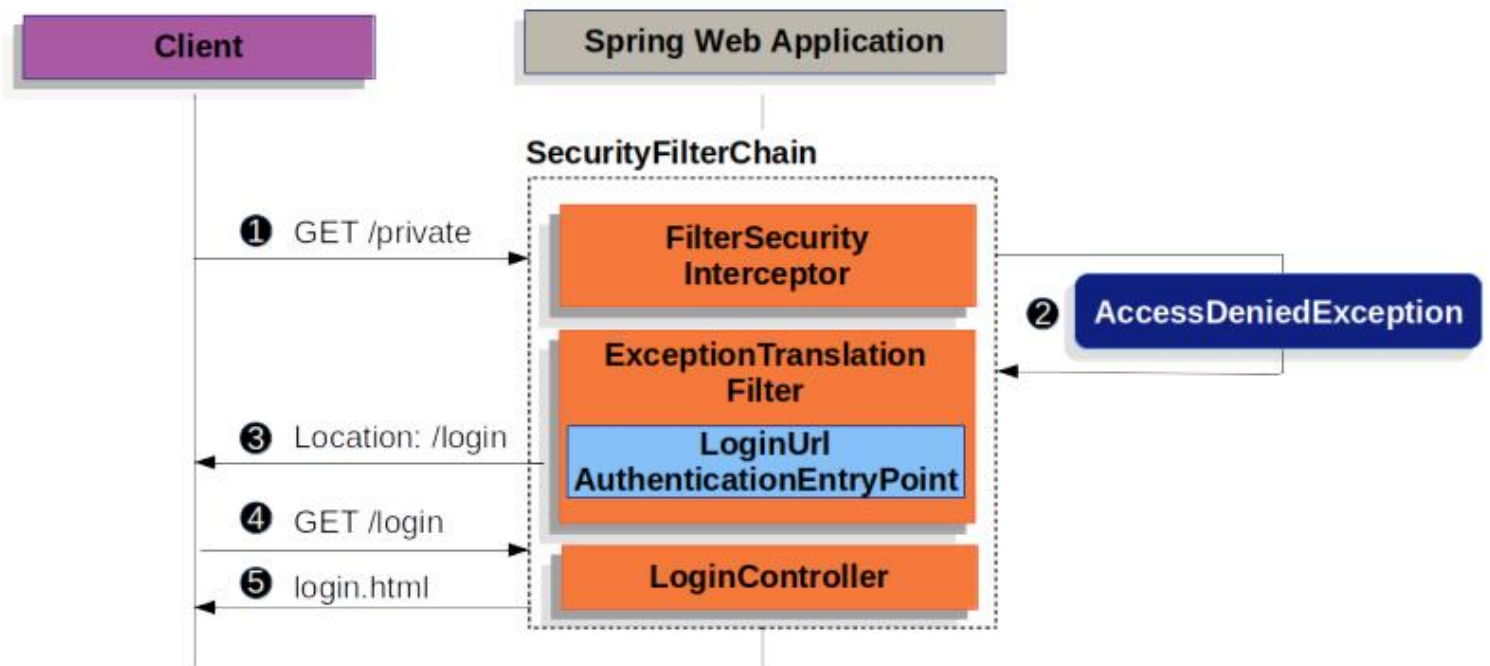 Client
Spring Web Application
SecurityFilterChain
❶ GET /private
FilterSecurity
Interceptor
❷ AccessDeniedException
ExceptionTranslation
Filter
❸ Location: /login
LoginUrl
AuthenticationEntryPoint
❹ GET /login
LoginController
❺ login.html